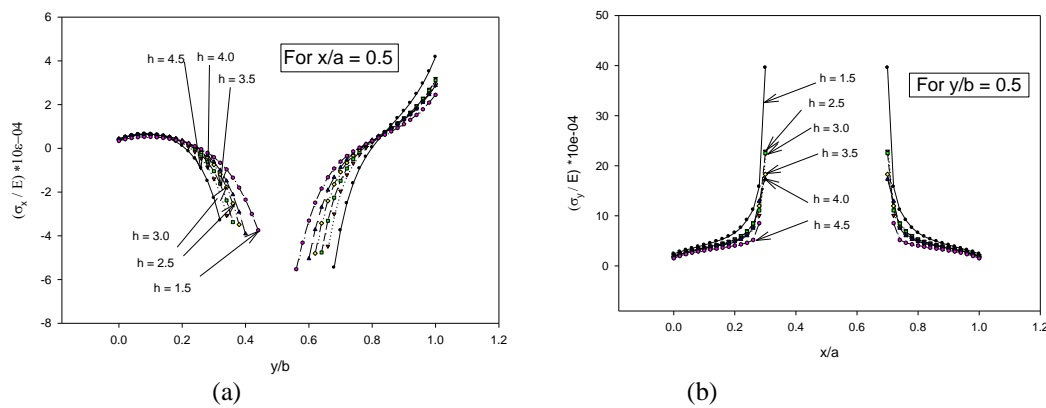 6
4
2
0
-2
-4
-6
-8
0.0 0.2 0.4 0.6 0.8 1.0 1.2
y/b
(σx / E) *10e−04
For x/a = 0.5
h = 4.5
h = 4.0
h = 3.5
h = 3.0
h = 2.5
h = 1.5
(a)
50
40
30
20
10
0
0.0 0.2 0.4 0.6 0.8 1.0 1.2
x/a
(σy / E) *10e-04
For y/b = 0.5
h = 1.5
h = 2.5
h = 3.0
h = 3.5
h = 4.0
h = 4.5
(b)